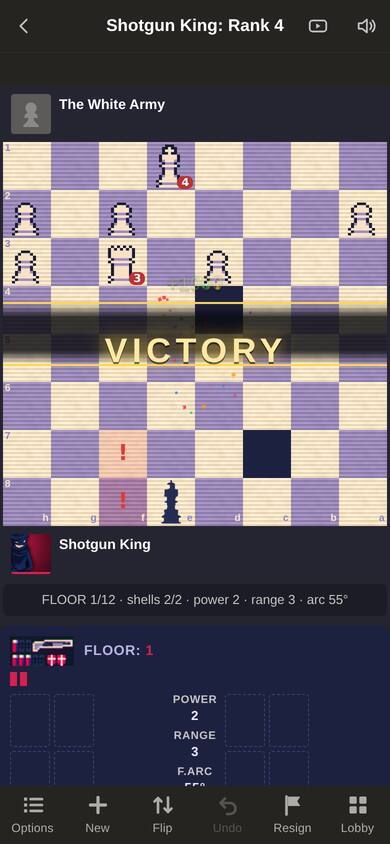 Shotgun King: Rank 4
The White Army
1
4
2
3
3
4
VICTORY
6
7
!
8
!
h g f e d c b a
Shotgun King
FLOOR 1/12 · shells 2/2 · power 2 · range 3 · arc 55°
FLOOR: 1
POWER
2
RANGE
3
F.ARC
Options New Flip Undo Resign Lobby